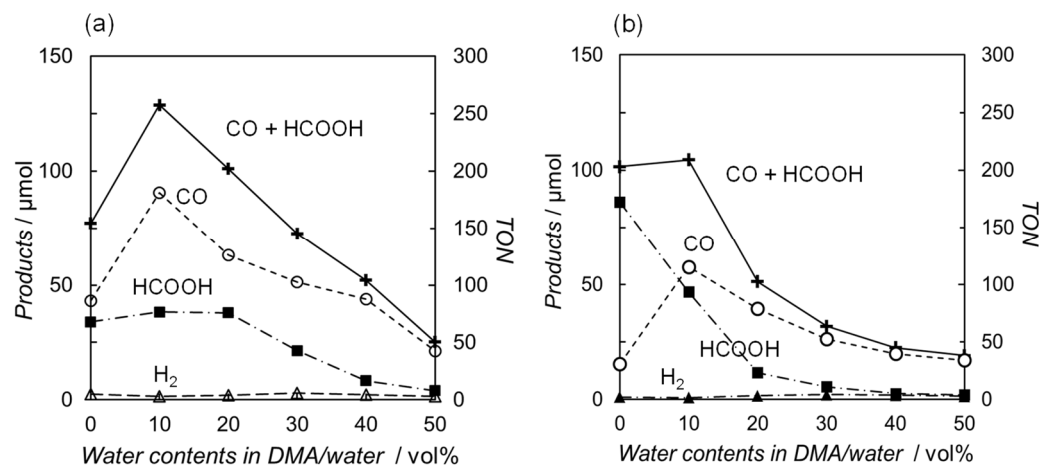 (a)
150
100
50
0
Products / μmol
300
250
200
150
100
50
0
TON
CO + HCOOH
CO
HCOOH
H2
0 10 20 30 40 50
Water contents in DMA/water / vol%
(b)
150
100
50
0
Products / μmol
300
250
200
150
100
50
0
TON
CO + HCOOH
CO
HCOOH
H2
0 10 20 30 40 50
Water contents in DMA/water / vol%